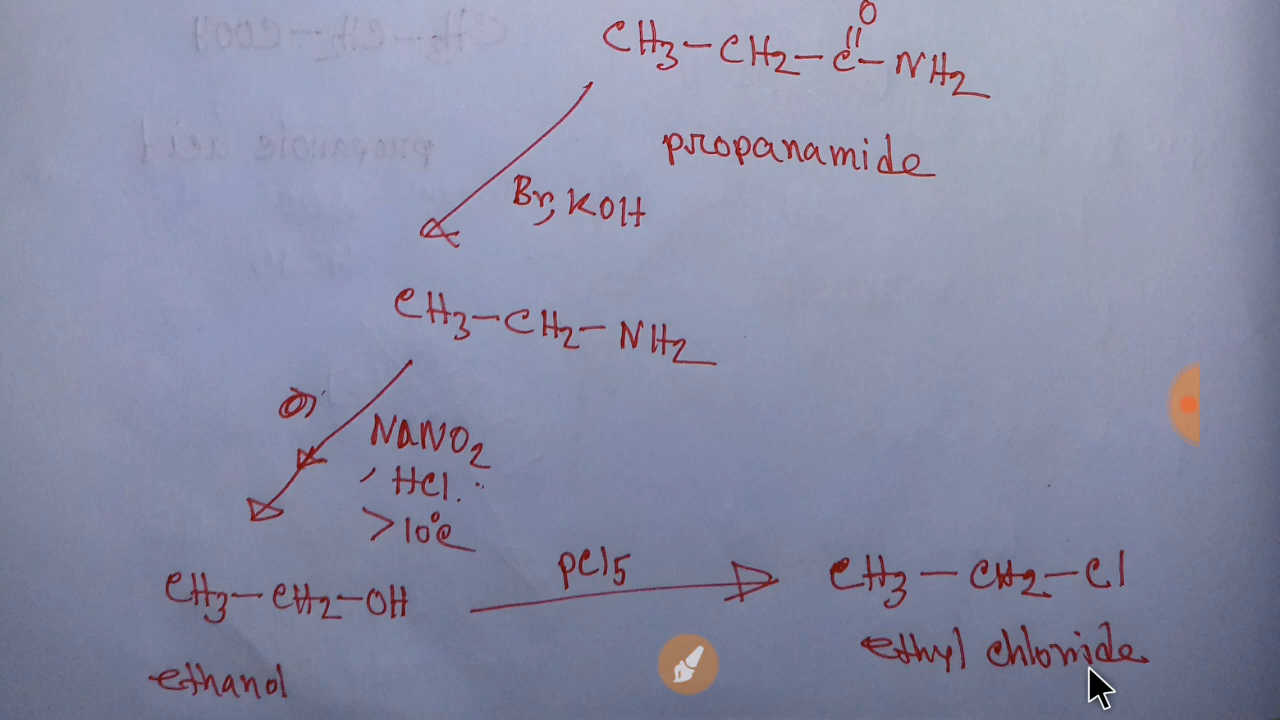 O
CH3-CH2-C-NH2
propanamide
Br, KOH
CH3-CH2-NH2
NaNO2
HCl
>10°C
PCl5
CH3-CH2-OH
CH3-CH2-Cl
ethanol
ethyl chloride